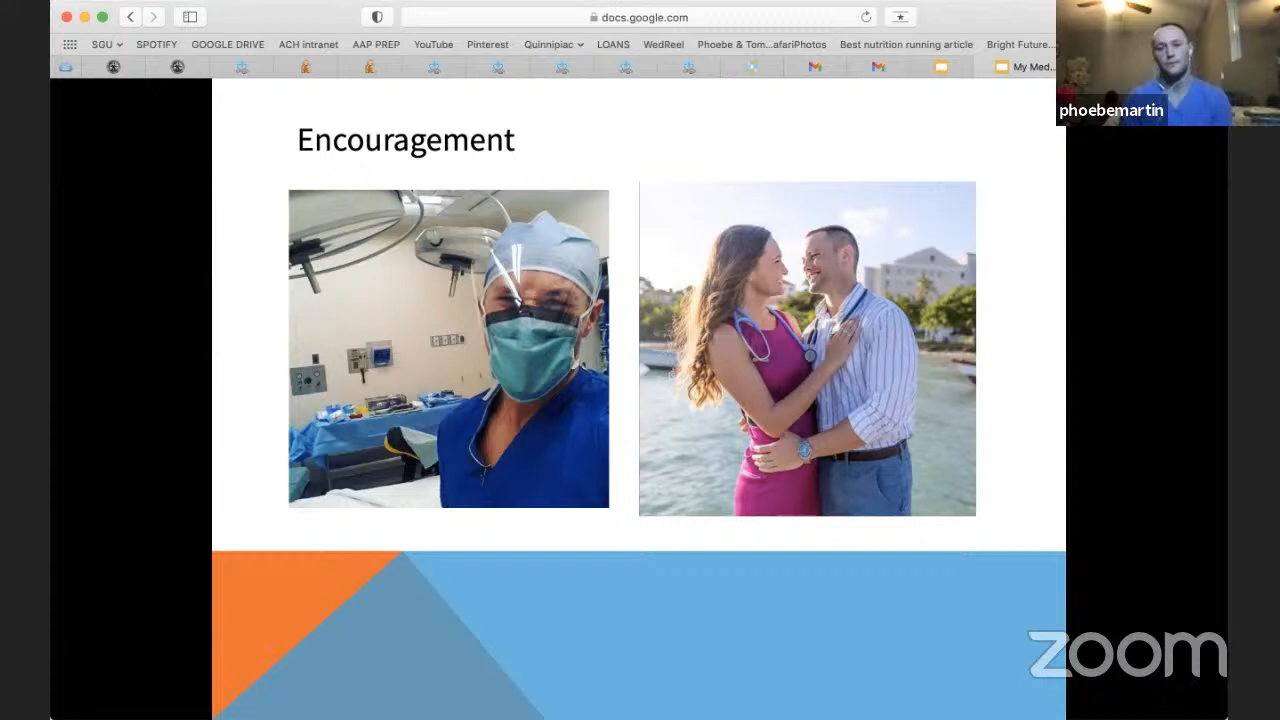 docs.google.com
SGU SPOTIFY GOOGLE DRIVE ACH intranet AAP PREP YouTube Pinterest Quinnipiac LOANS WedReel Phoebe & Tom...afariPhotos Best nutrition running article Bright Future...
My Med...
phoebemartin
Encouragement
zoom